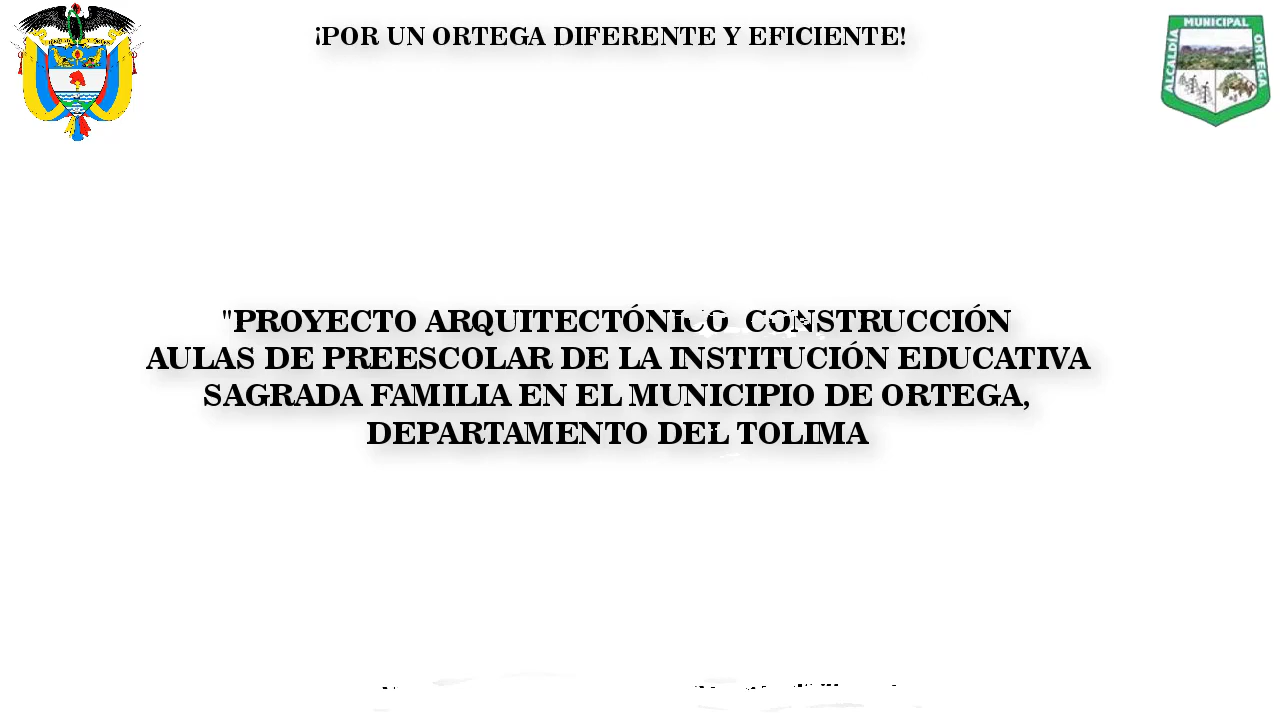 ¡POR UN ORTEGA DIFERENTE Y EFICIENTE!
MUNICIPAL
ALCALDÍA
ORTEGA
"PROYECTO ARQUITECTÓNICO CONSTRUCCIÓN
AULAS DE PREESCOLAR DE LA INSTITUCIÓN EDUCATIVA
SAGRADA FAMILIA EN EL MUNICIPIO DE ORTEGA,
DEPARTAMENTO DEL TOLIMA